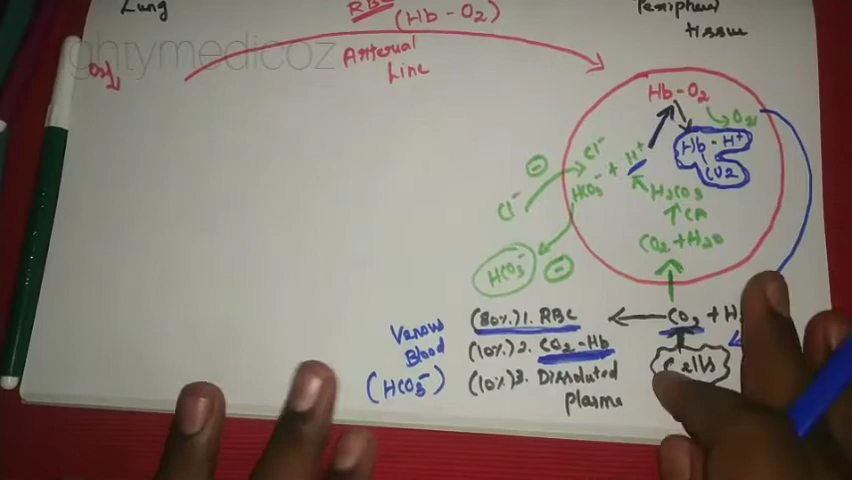 Lung
RBC
(Hb-O2)
Peripheral
tissue
ghtymedicoz
O2
Arterial
Line
Hb-O2
O2
Hb-H+
CO2
Cl-
HCO3- + H+
H2CO3
CA
CO2+H2O
Cl-
HCO3-
CO2 + H
Cells
(80%)1. RBC
(10%)2. CO2-Hb
(10%)3. Dissoluted
plasma
Venous
Blood
(HCO3-)